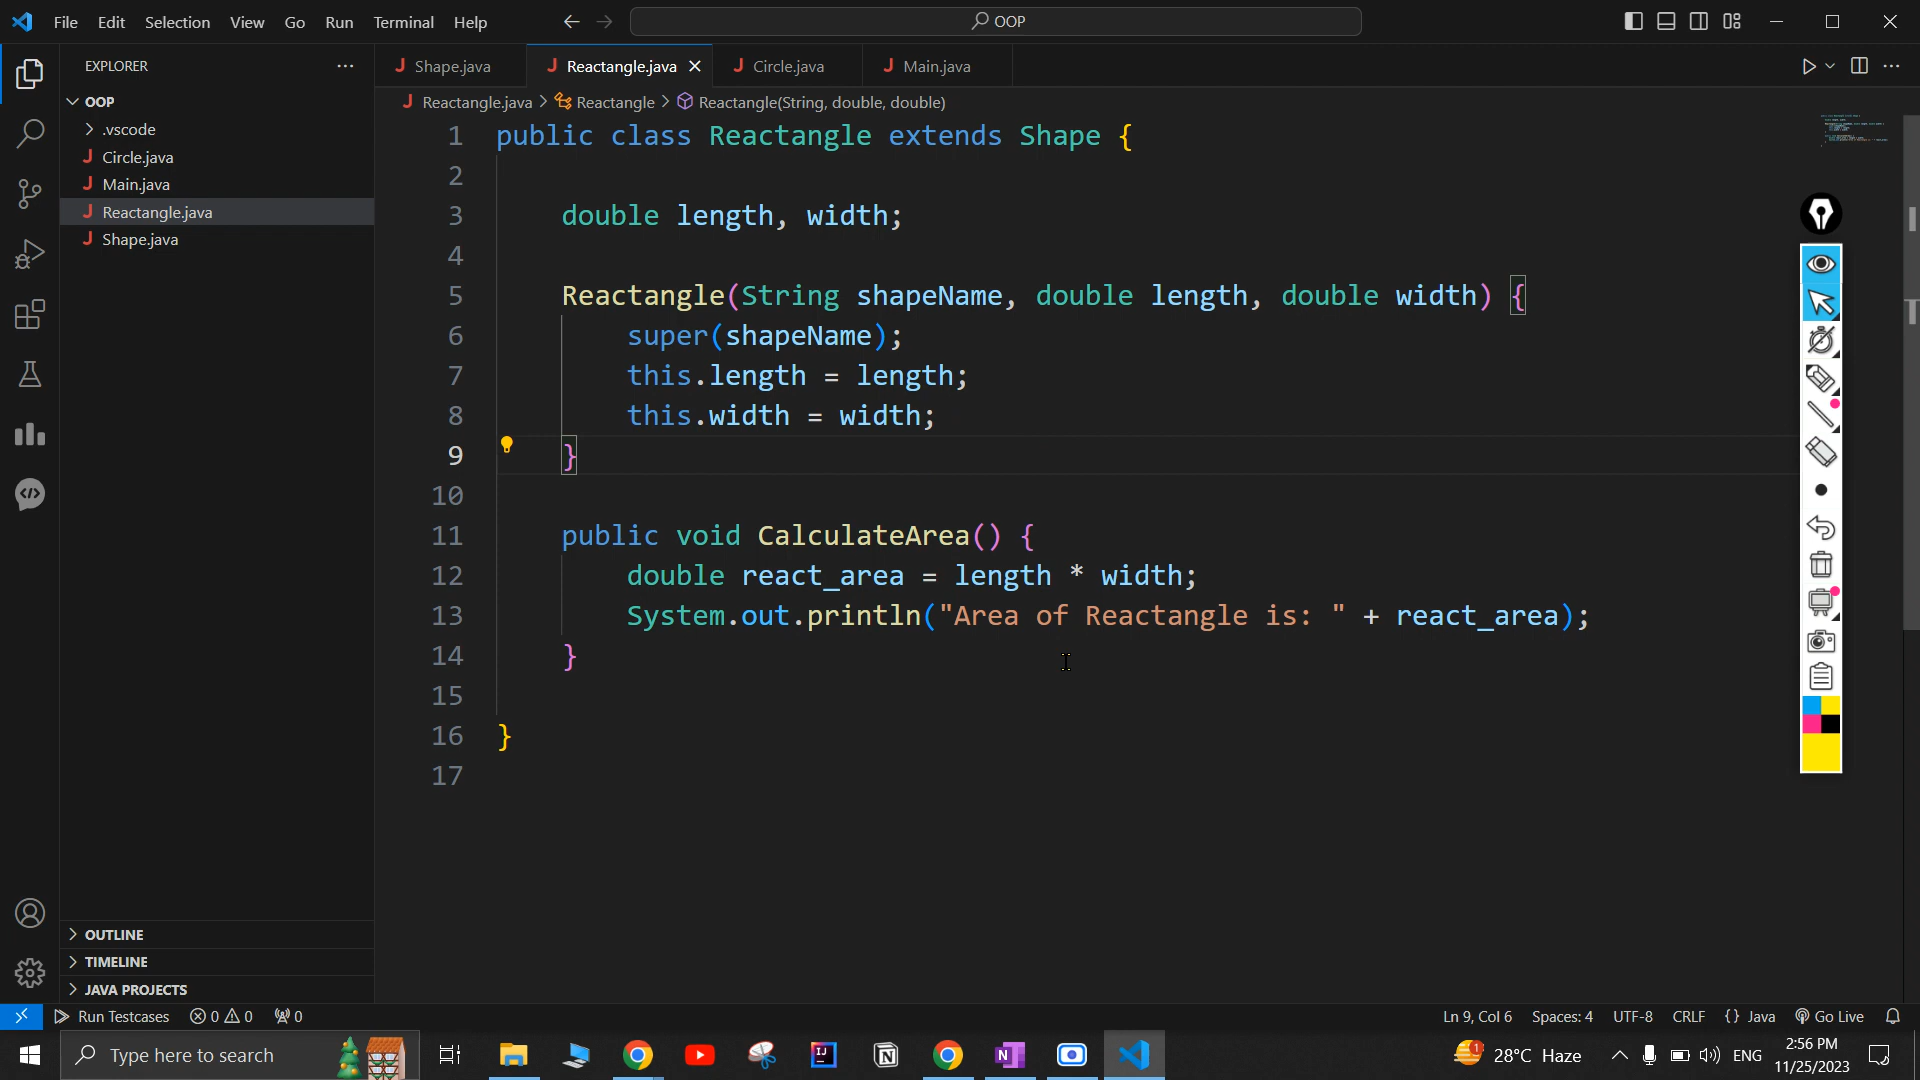 File Edit Selection View Go Run Terminal Help
OOP
EXPLORER
Shape.java
Reactangle.java
Circle.java
Main.java
OOP
Reactangle.java > Reactangle > Reactangle(String, double, double)
.vscode
Circle.java
Main.java
Reactangle.java
Shape.java
1 public class Reactangle extends Shape {
2
3 double length, width;
4
5 Reactangle(String shapeName, double length, double width) {
6 super(shapeName);
7 this.length = length;
8 this.width = width;
9 }
10
11 public void CalculateArea() {
12 double react_area = length * width;
13 System.out.println("Area of Reactangle is: " + react_area);
14 }
15
16 }
17
OUTLINE
TIMELINE
JAVA PROJECTS
Run Testcases 0 0 0
Ln 9, Col 6 Spaces: 4 UTF-8 CRLF {} Java Go Live
Type here to search
28°C Haze
ENG
2:56 PM
11/25/2023